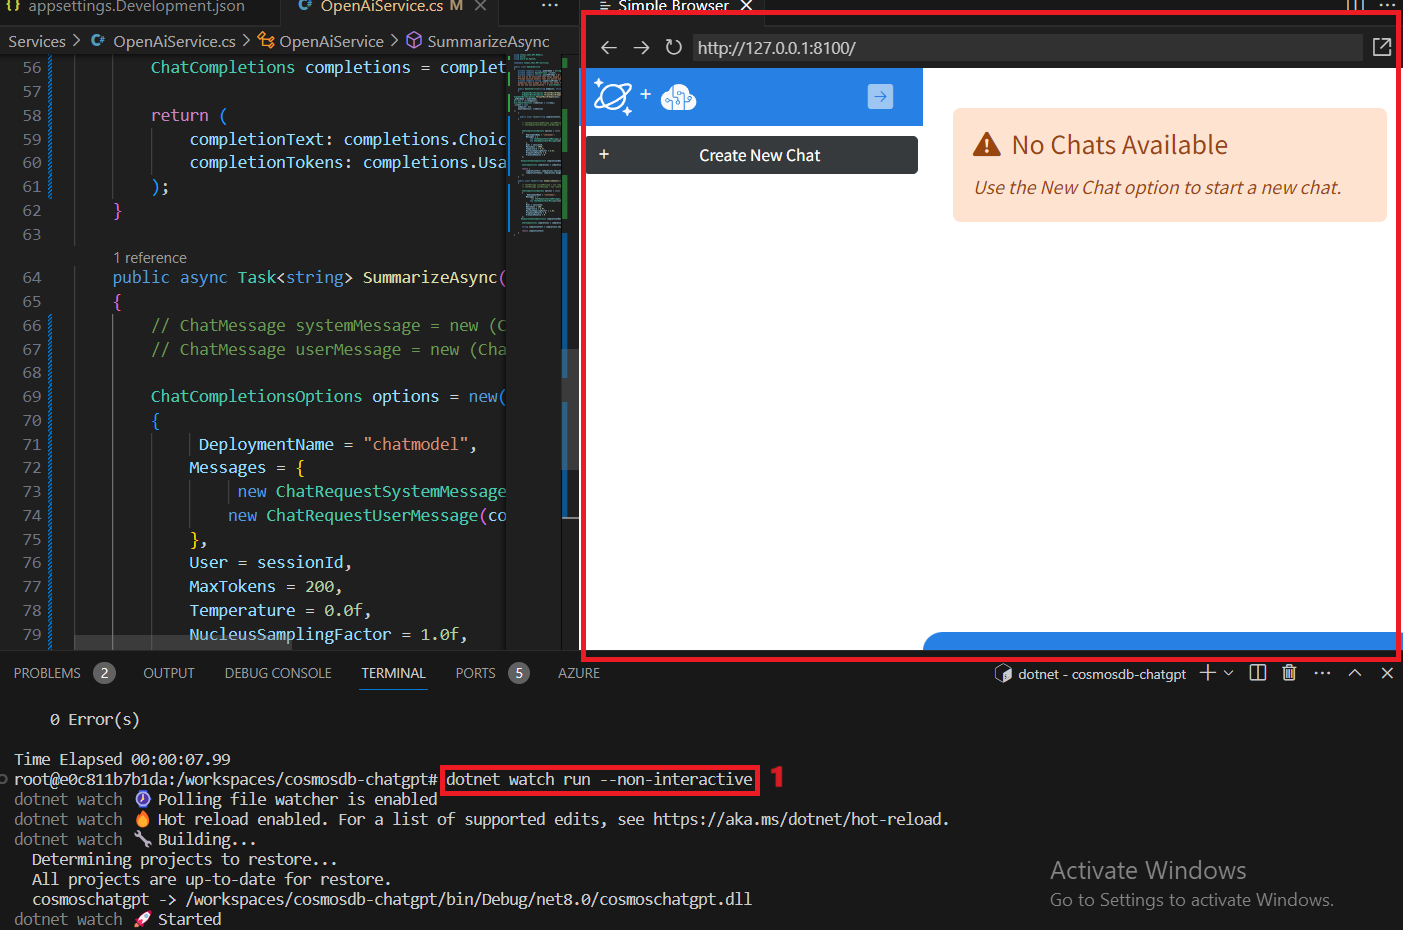 appsettings.Development.json
C# OpenAiService.cs M
Simple Browser
Services > C# OpenAiService.cs > OpenAiService > SummarizeAsync
56 ChatCompletions completions = complet
57
58 return (
59 completionText: completions.Choic
60 completionTokens: completions.Usa
61 );
62 }
63
1 reference
64 public async Task<string> SummarizeAsync(
65 {
66 // ChatMessage systemMessage = new (C
67 // ChatMessage userMessage = new (Cha
68
69 ChatCompletionsOptions options = new(
70 {
71 DeploymentName = "chatmodel",
72 Messages = {
73 new ChatRequestSystemMessage
74 new ChatRequestUserMessage(co
75 },
76 User = sessionId,
77 MaxTokens = 200,
78 Temperature = 0.0f,
79 NucleusSamplingFactor = 1.0f,
http://127.0.0.1:8100/
+
+ Create New Chat
No Chats Available
Use the New Chat option to start a new chat.
PROBLEMS 2 OUTPUT DEBUG CONSOLE TERMINAL PORTS 5 AZURE
dotnet - cosmosdb-chatgpt
0 Error(s)
Time Elapsed 00:00:07.99
root@e0c811b7b1da:/workspaces/cosmosdb-chatgpt# dotnet watch run --non-interactive 1
dotnet watch ⌚ Polling file watcher is enabled
dotnet watch 🔥 Hot reload enabled. For a list of supported edits, see https://aka.ms/dotnet/hot-reload.
dotnet watch 🔧 Building...
Determining projects to restore...
All projects are up-to-date for restore.
cosmoschatgpt -> /workspaces/cosmosdb-chatgpt/bin/Debug/net8.0/cosmoschatgpt.dll
dotnet watch 🚀 Started
Activate Windows
Go to Settings to activate Windows.